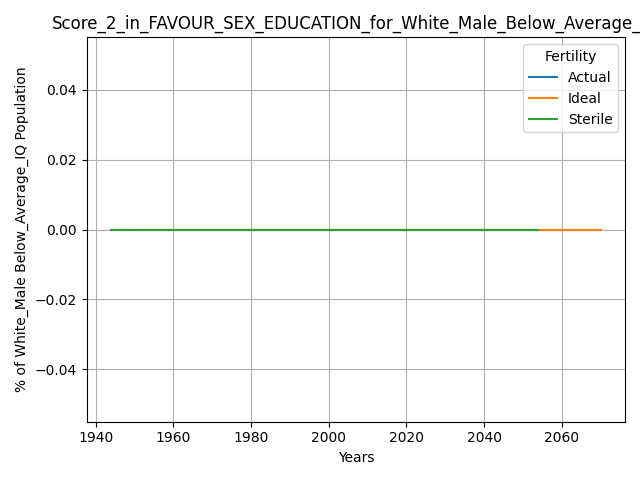 Score_2_in_FAVOUR_SEX_EDUCATION_for_White_Male_Below_Average_
Fertility
Actual
Ideal
Sterile
% of White_Male Below_Average_IQ Population
0.04
0.02
0.00
−0.02
−0.04
1940 1960 1980 2000 2020 2040 2060
Years